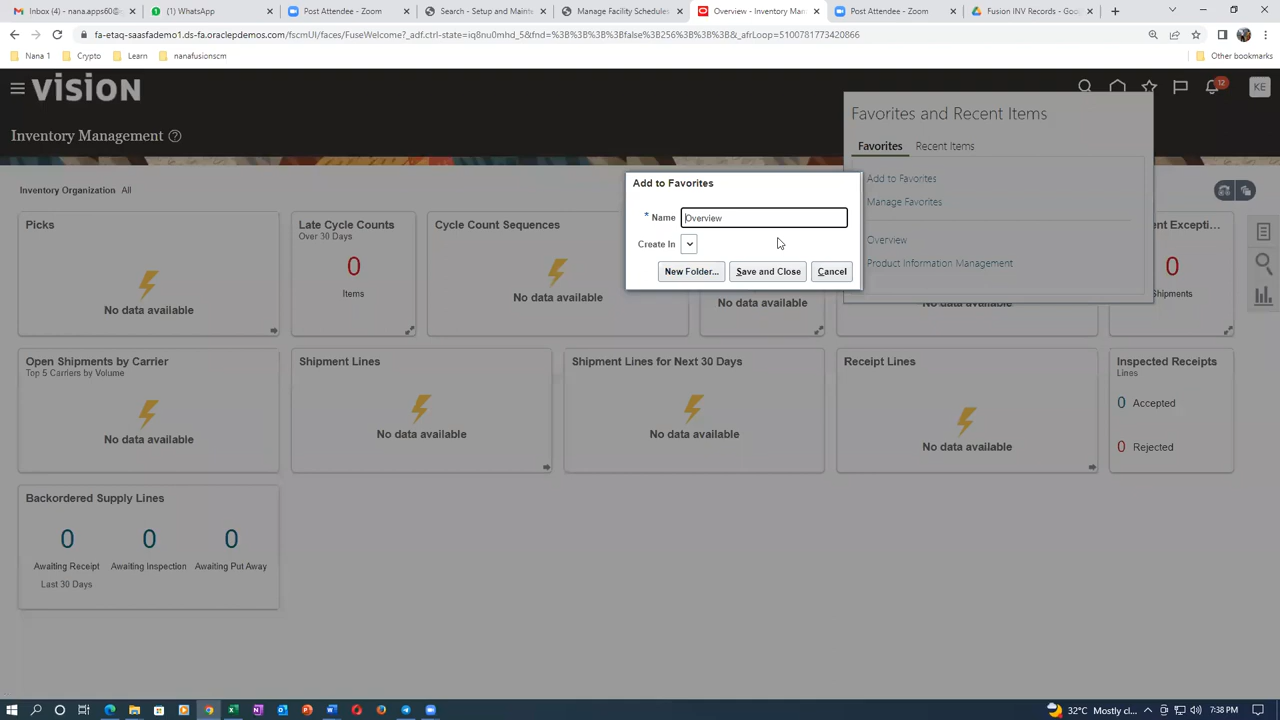 Inbox (4) - nana.apps60@
(1) WhatsApp
Post Attendee - Zoom
Search - Setup and Maint
Manage Facility Schedules
Overview - Inventory Man
Post Attendee - Zoom
Fusion INV Records - Goo
fa-etaq-saasfademo1.ds-fa.oraclepdemos.com/fscmUI/faces/FuseWelcome?_adf.ctrl-state=iq8nu0mhd_5&fnd=%3B%3B%3B%3Bfalse%3B256%3B%3B%3B&_afrLoop=5100781773420866
Nana 1
Crypto
Learn
nanafusionscm
Other bookmarks
VISION
12
KE
Inventory Management
Favorites and Recent Items
Favorites
Recent Items
Add to Favorites
Manage Favorites
Overview
Product Information Management
Inventory Organization All
Add to Favorites
* Name Overview
Create In
New Folder...
Save and Close
Cancel
Picks
No data available
Late Cycle Counts
Over 30 Days
0
Items
Cycle Count Sequences
No data available
No data available
No data available
ent Excepti...
0
Shipments
Open Shipments by Carrier
Top 5 Carriers by Volume
No data available
Shipment Lines
No data available
Shipment Lines for Next 30 Days
No data available
Receipt Lines
No data available
Inspected Receipts
Lines
0 Accepted
0 Rejected
Backordered Supply Lines
0 0 0
Awaiting Receipt Awaiting Inspection Awaiting Put Away
Last 30 Days
32°C Mostly c...
7:38 PM